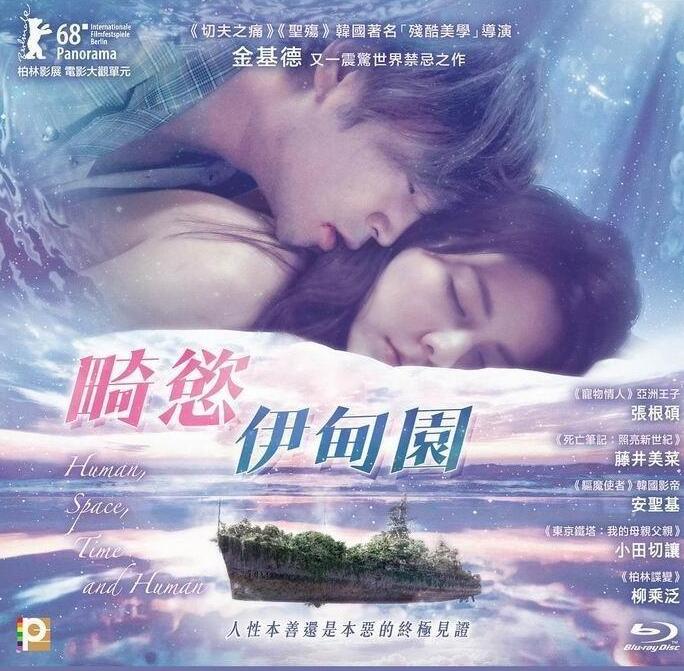 68
Internationale
Filmfestspiele
Berlin
Panorama
柏林影展 電影大觀單元
《切夫之痛》《聖殤》韓國著名「殘酷美學」導演
金基德 又一震驚世界禁忌之作
畸慾
伊甸園
Human,
Space,
Time
and Human
《寵物情人》亞洲王子
張根碩
《死亡筆記：照亮新世紀》
藤井美菜
《驅魔使者》韓國影帝
安聖基
《東京鐵塔：我的母親父親》
小田切讓
《柏林諜變》
柳乘泛
人性本善還是本惡的終極見證
p
Blu-ray Disc